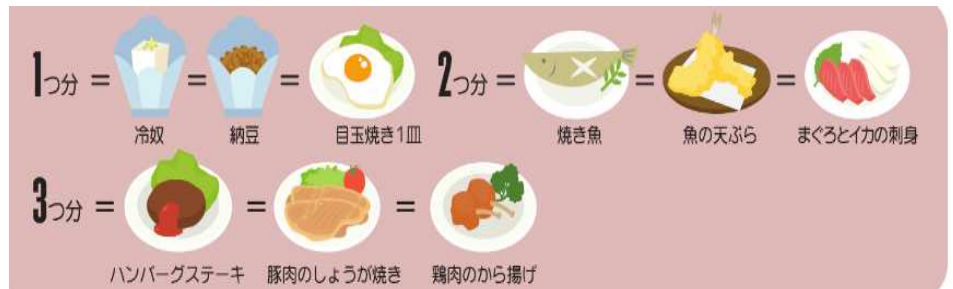 1つ分 = = = 2つ分 = = =
冷奴 納豆 目玉焼き1皿 焼き魚 魚の天ぷら まぐろとイカの刺身
3つ分 = = =
ハンバーグステーキ 豚肉のしょうが焼き 鶏肉のから揚げ